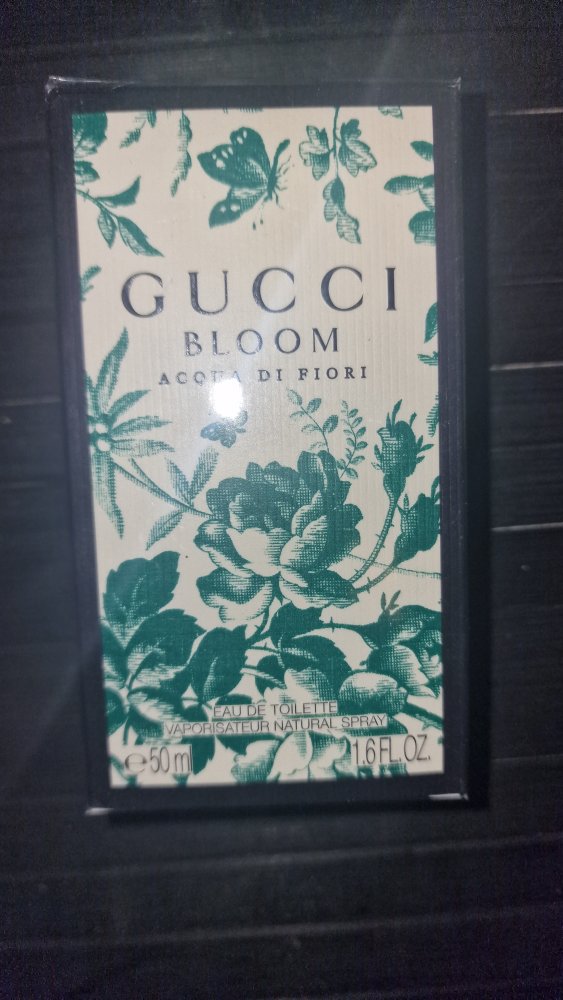 GUCCI
BLOOM
ACQUA DI FIORI
EAU DE TOILETTE
VAPORISATEUR NATURAL SPRAY
℮50 ml
1.6 FL.OZ.